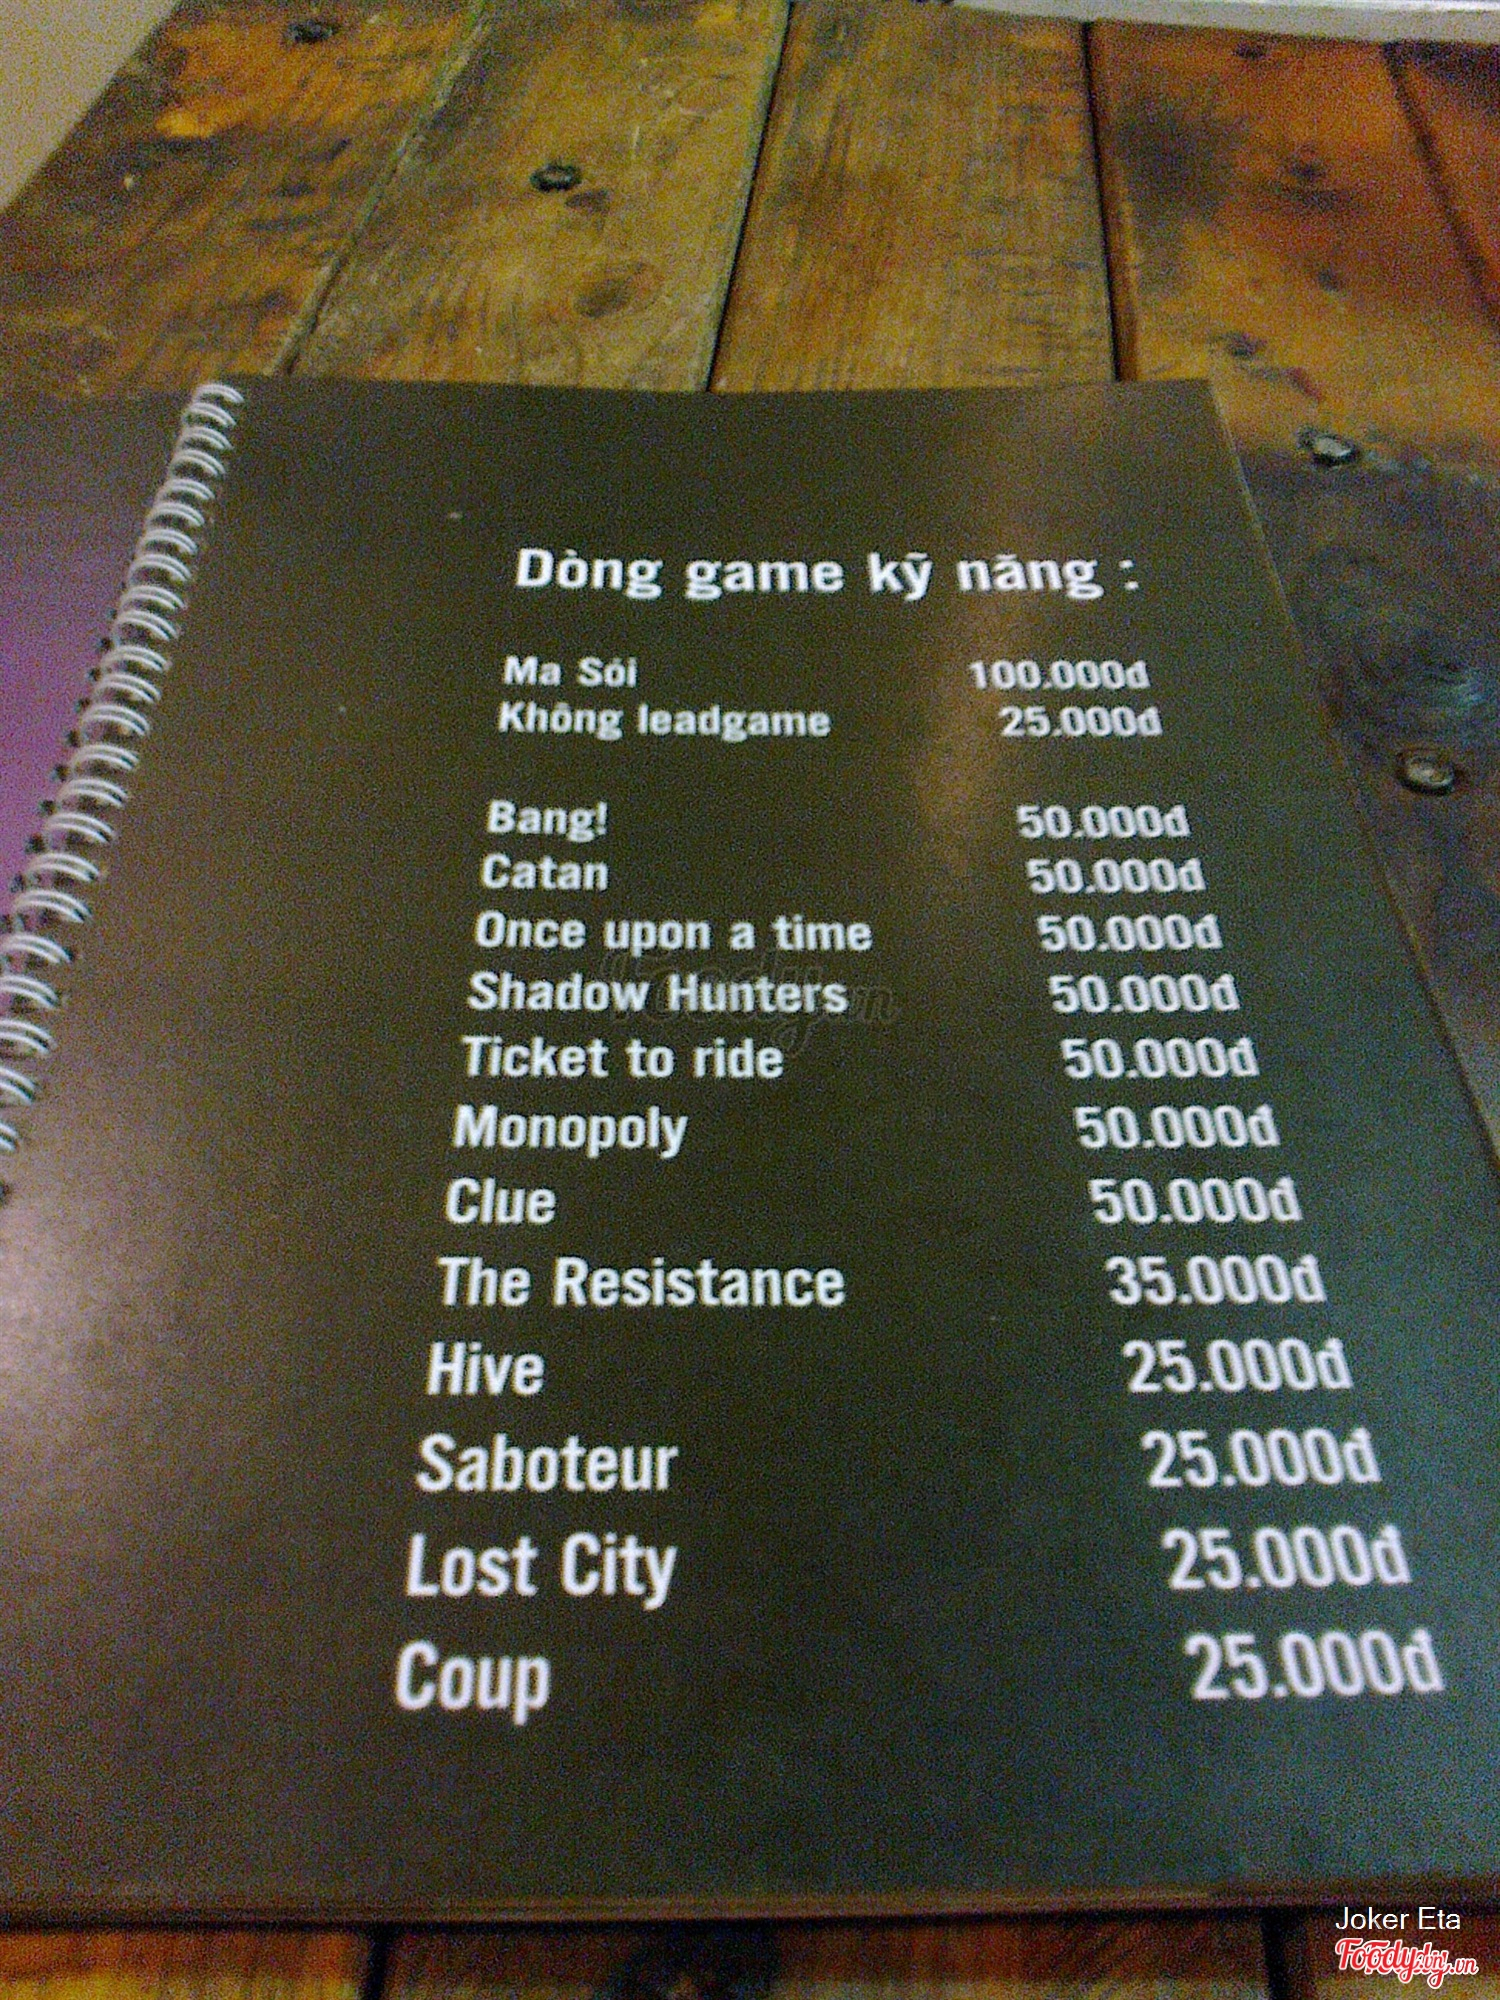 Dòng game kỹ năng :
Ma Sói 100.000đ
Không leadgame 25.000đ
Bang! 50.000đ
Catan 50.000đ
Once upon a time 50.000đ
Shadow Hunters 50.000đ
Ticket to ride 50.000đ
Monopoly 50.000đ
Clue 50.000đ
The Resistance 35.000đ
Hive 25.000đ
Saboteur 25.000đ
Lost City 25.000đ
Coup 25.000đ
Foody.vn
Joker Eta
Foody.vn